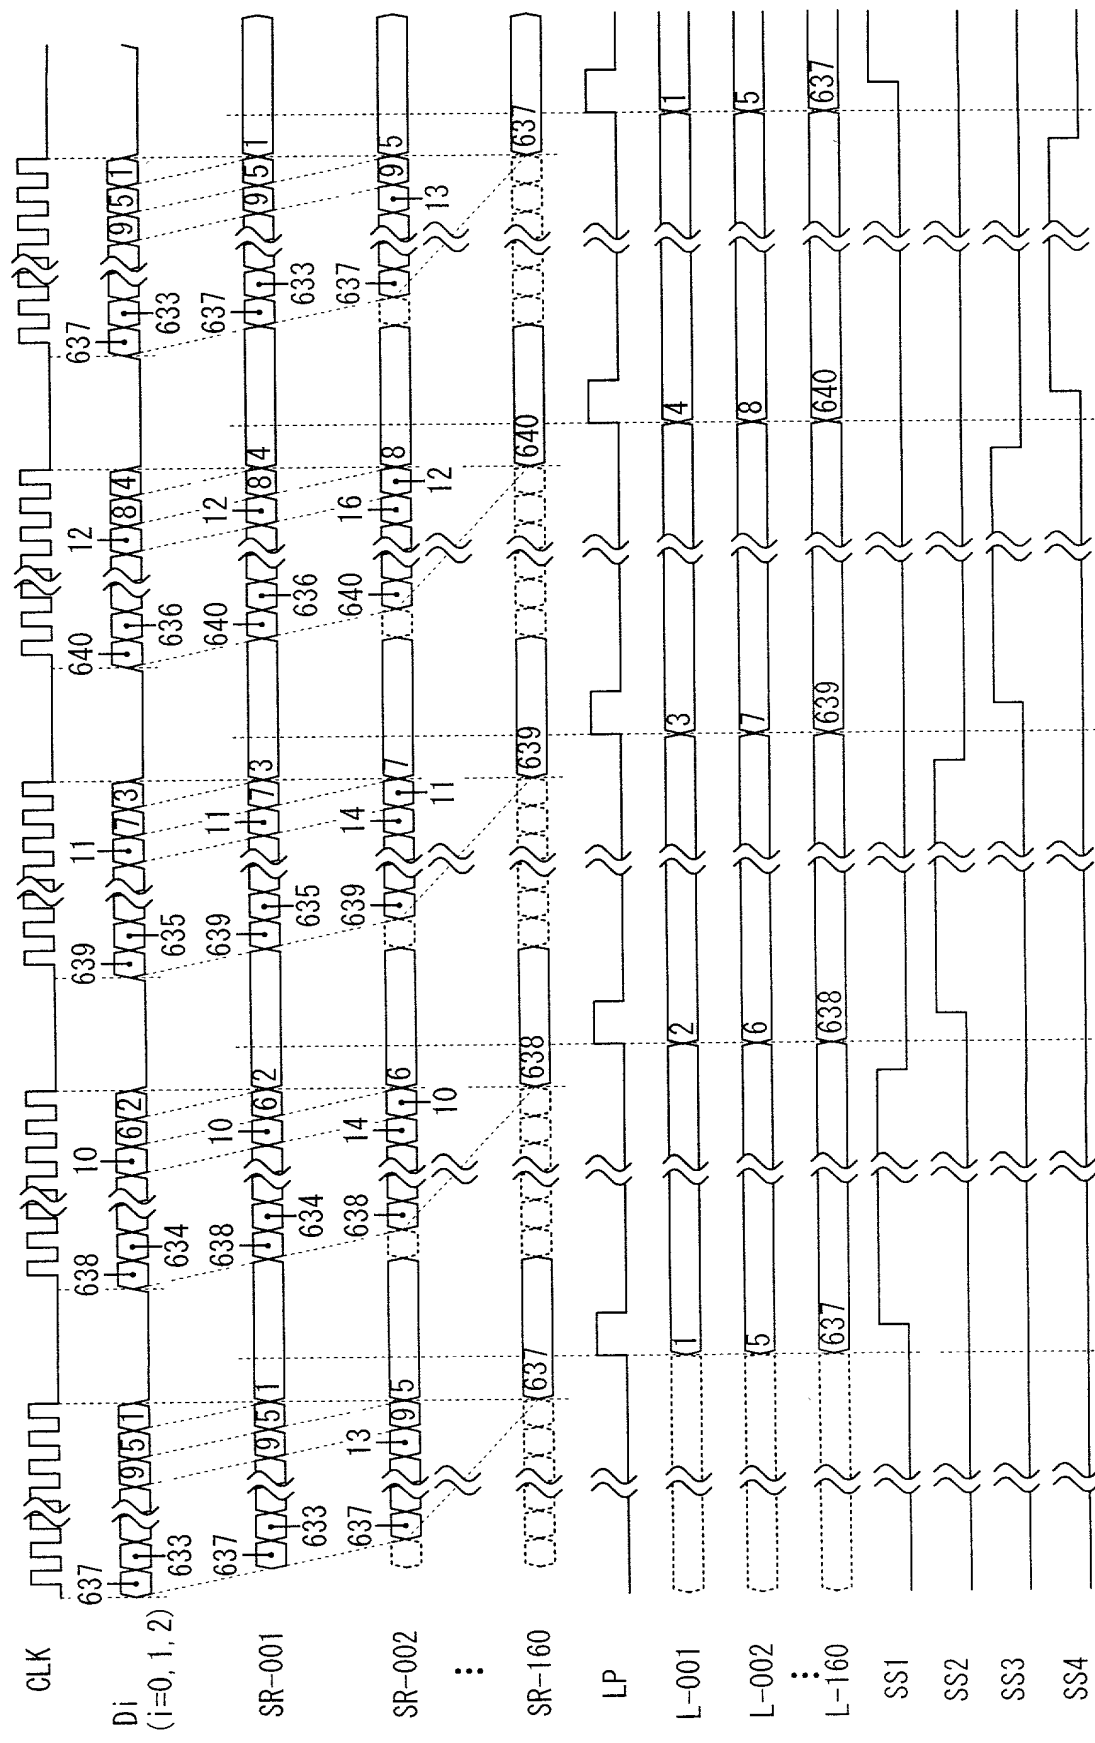 CLK
637 638 10 639 11 640 12 637
Di 9 5 1 6 2 7 3 8 4 9 5 1
(i=0, 1, 2) 633 634 635 636 633
637 638 10 639 11 640 12 637
SR-001 9 5 1 6 2 7 3 8 4 9 5 1
633 634 635 636 633
637 13 638 14 639 14 640 16 637
SR-002 9 5 6 7 8 9 5
10 11 12 13
SR-160 637 638 639 640 637
LP
L-001 1 2 3 4 1
L-002 5 6 7 8 5
L-160 637 638 639 640 637
SS1
SS2
SS3
SS4